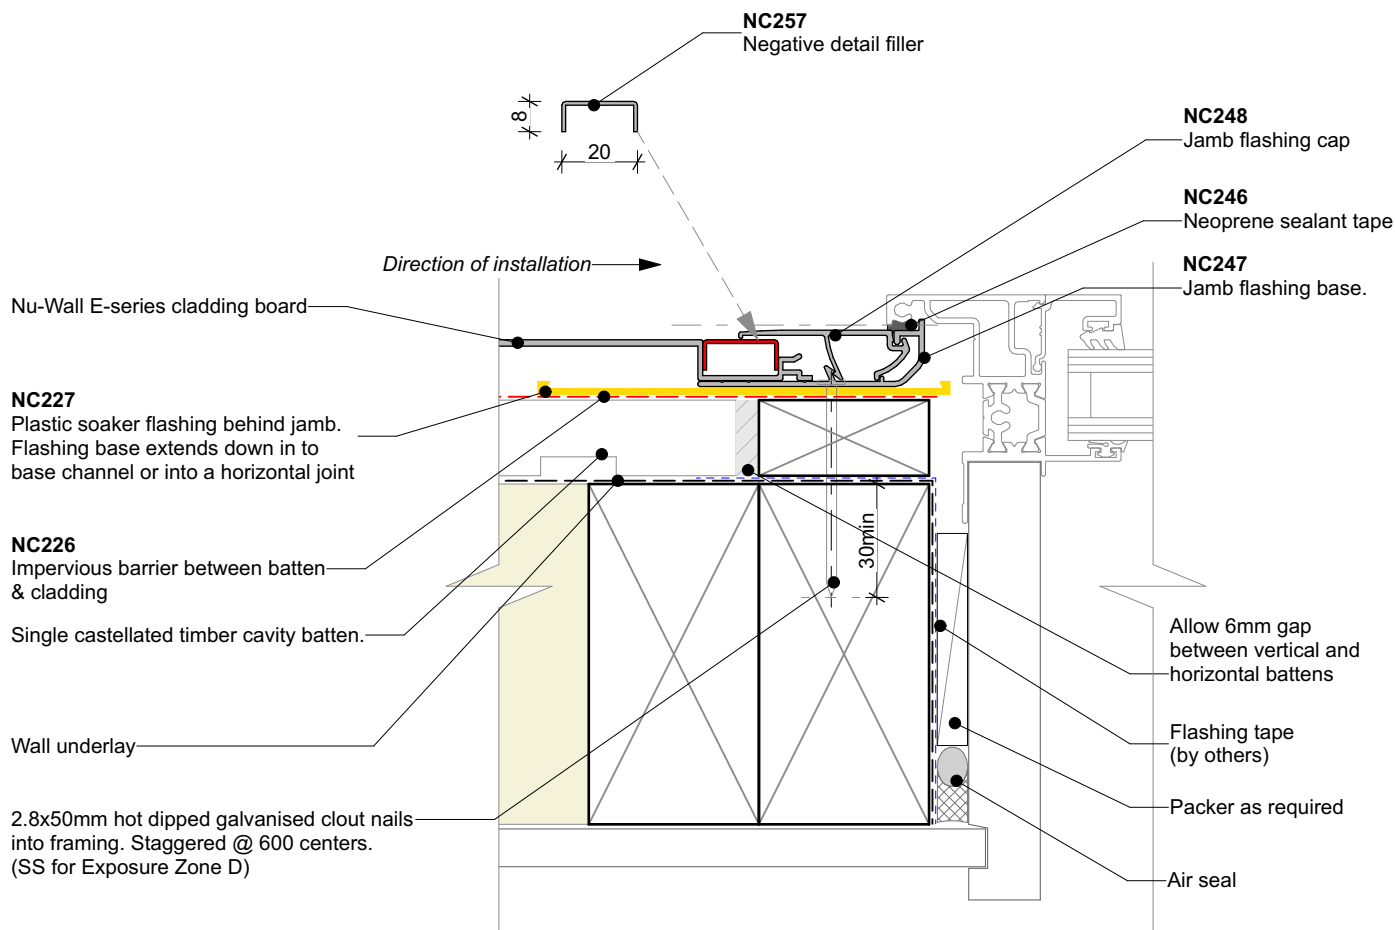 NC257
Negative detail filler
8
20
NC248
Jamb flashing cap
NC246
Neoprene sealant tape
NC247
Jamb flashing base.
Direction of installation
Nu-Wall E-series cladding board
NC227
Plastic soaker flashing behind jamb.
Flashing base extends down in to
base channel or into a horizontal joint
NC226
Impervious barrier between batten
& cladding
Single castellated timber cavity batten.
Wall underlay
2.8x50mm hot dipped galvanised clout nails
into framing. Staggered @ 600 centers.
(SS for Exposure Zone D)
30min
Allow 6mm gap
between vertical and
horizontal battens
Flashing tape
(by others)
Packer as required
Air seal